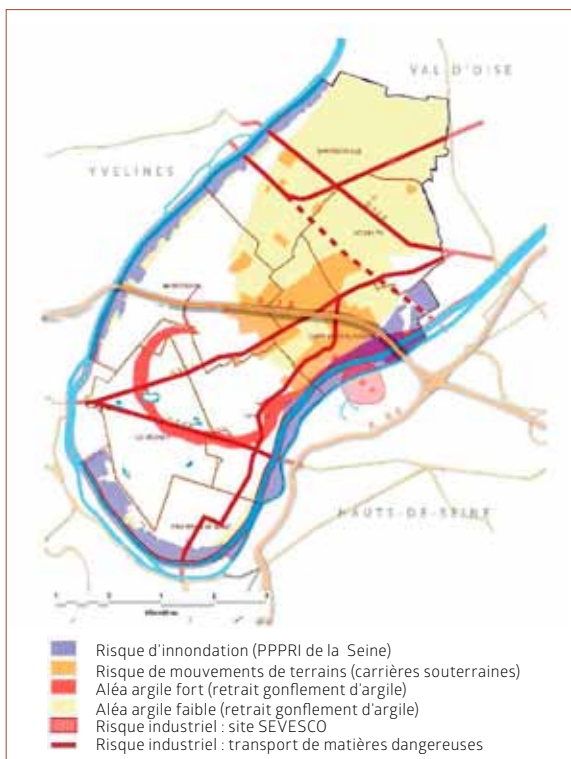 VAL D'OISE
YVELINES
HAUTS-DE-SEINE
Risque d'innondation (PPPRI de la Seine)
Risque de mouvements de terrains (carrières souterraines)
Aléa argile fort (retrait gonflement d'argile)
Aléa argile faible (retrait gonflement d'argile)
Risque industriel : site SEVESCO
Risque industriel : transport de matières dangereuses